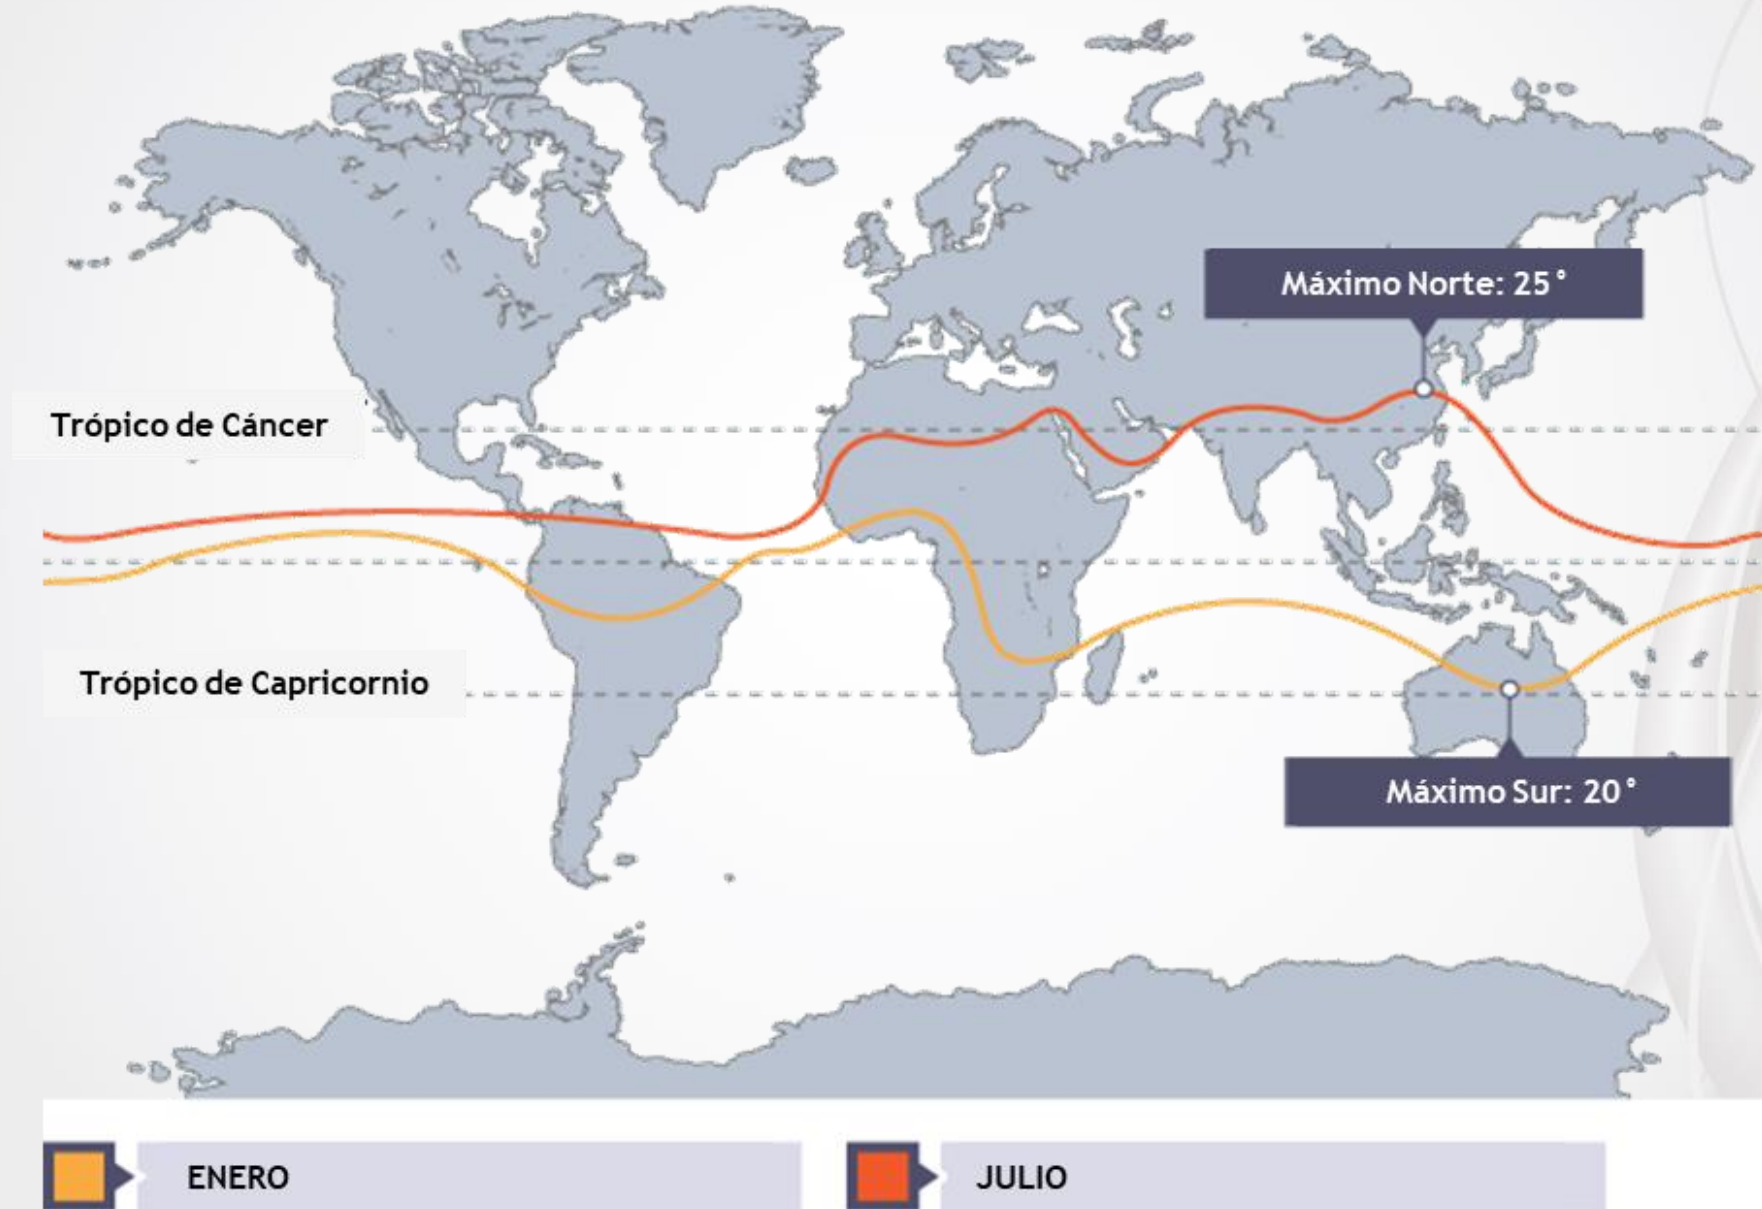 Máximo Norte: 25°
Trópico de Cáncer
Trópico de Capricornio
Máximo Sur: 20°
ENERO
JULIO